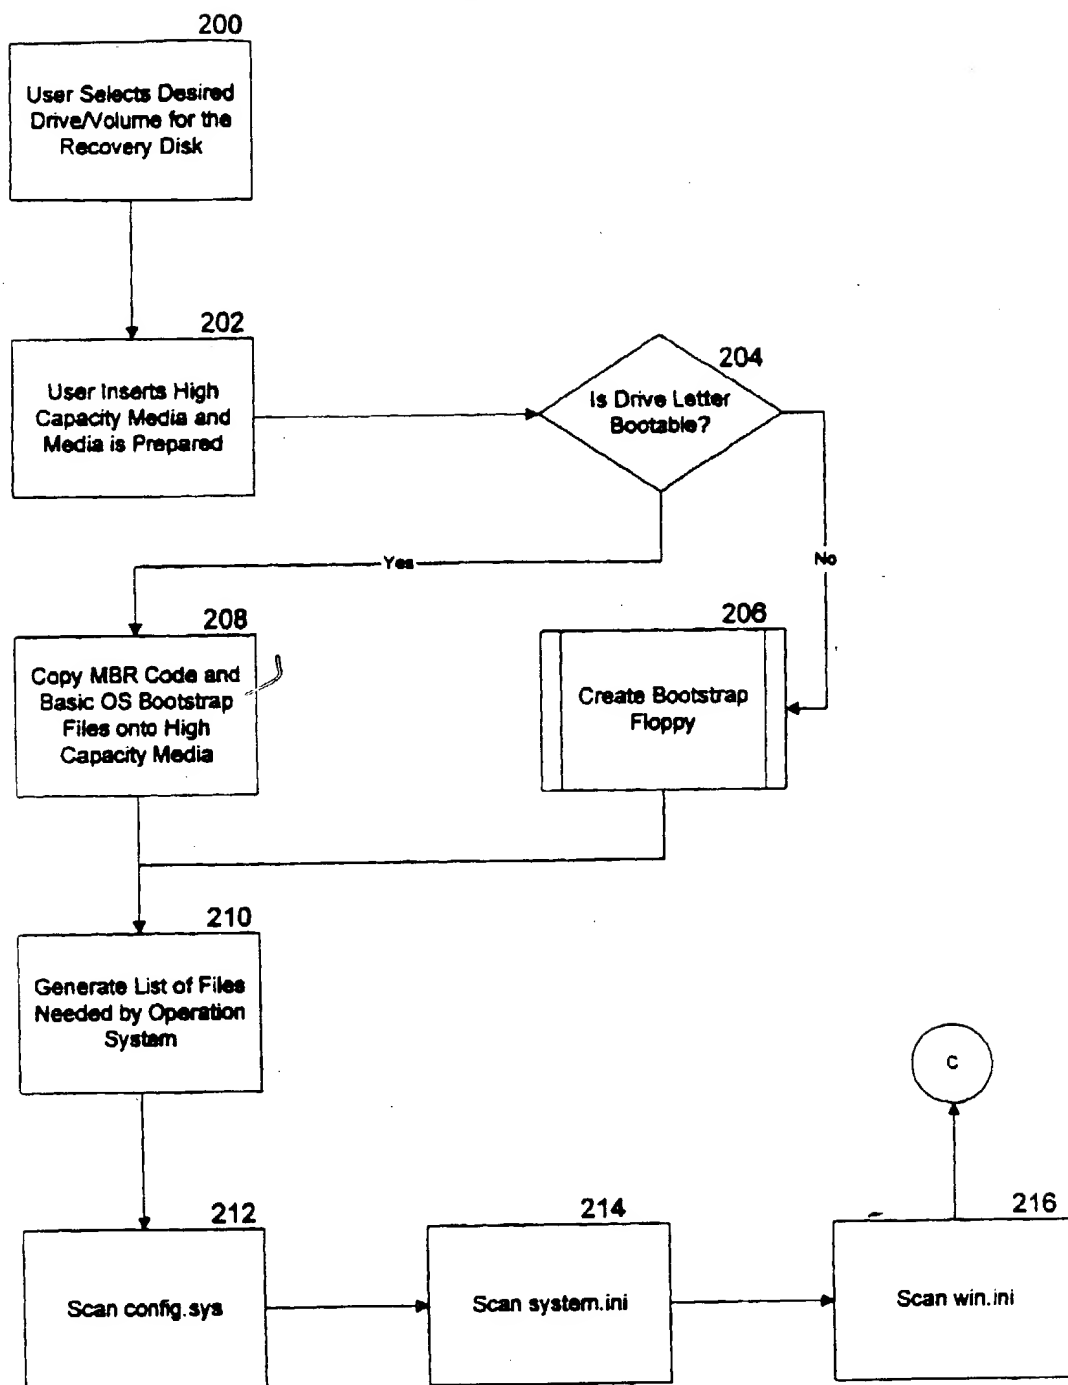 200
User Selects Desired
Drive/Volume for the
Recovery Disk
202
User Inserts High
Capacity Media and
Media is Prepared
204
Is Drive Letter
Bootable?
Yes
No
208
Copy MBR Code and
Basic OS Bootstrap
Files onto High
Capacity Media
206
Create Bootstrap
Floppy
210
Generate List of Files
Needed by Operation
System
C
212
Scan config.sys
214
Scan system.ini
216
Scan win.ini